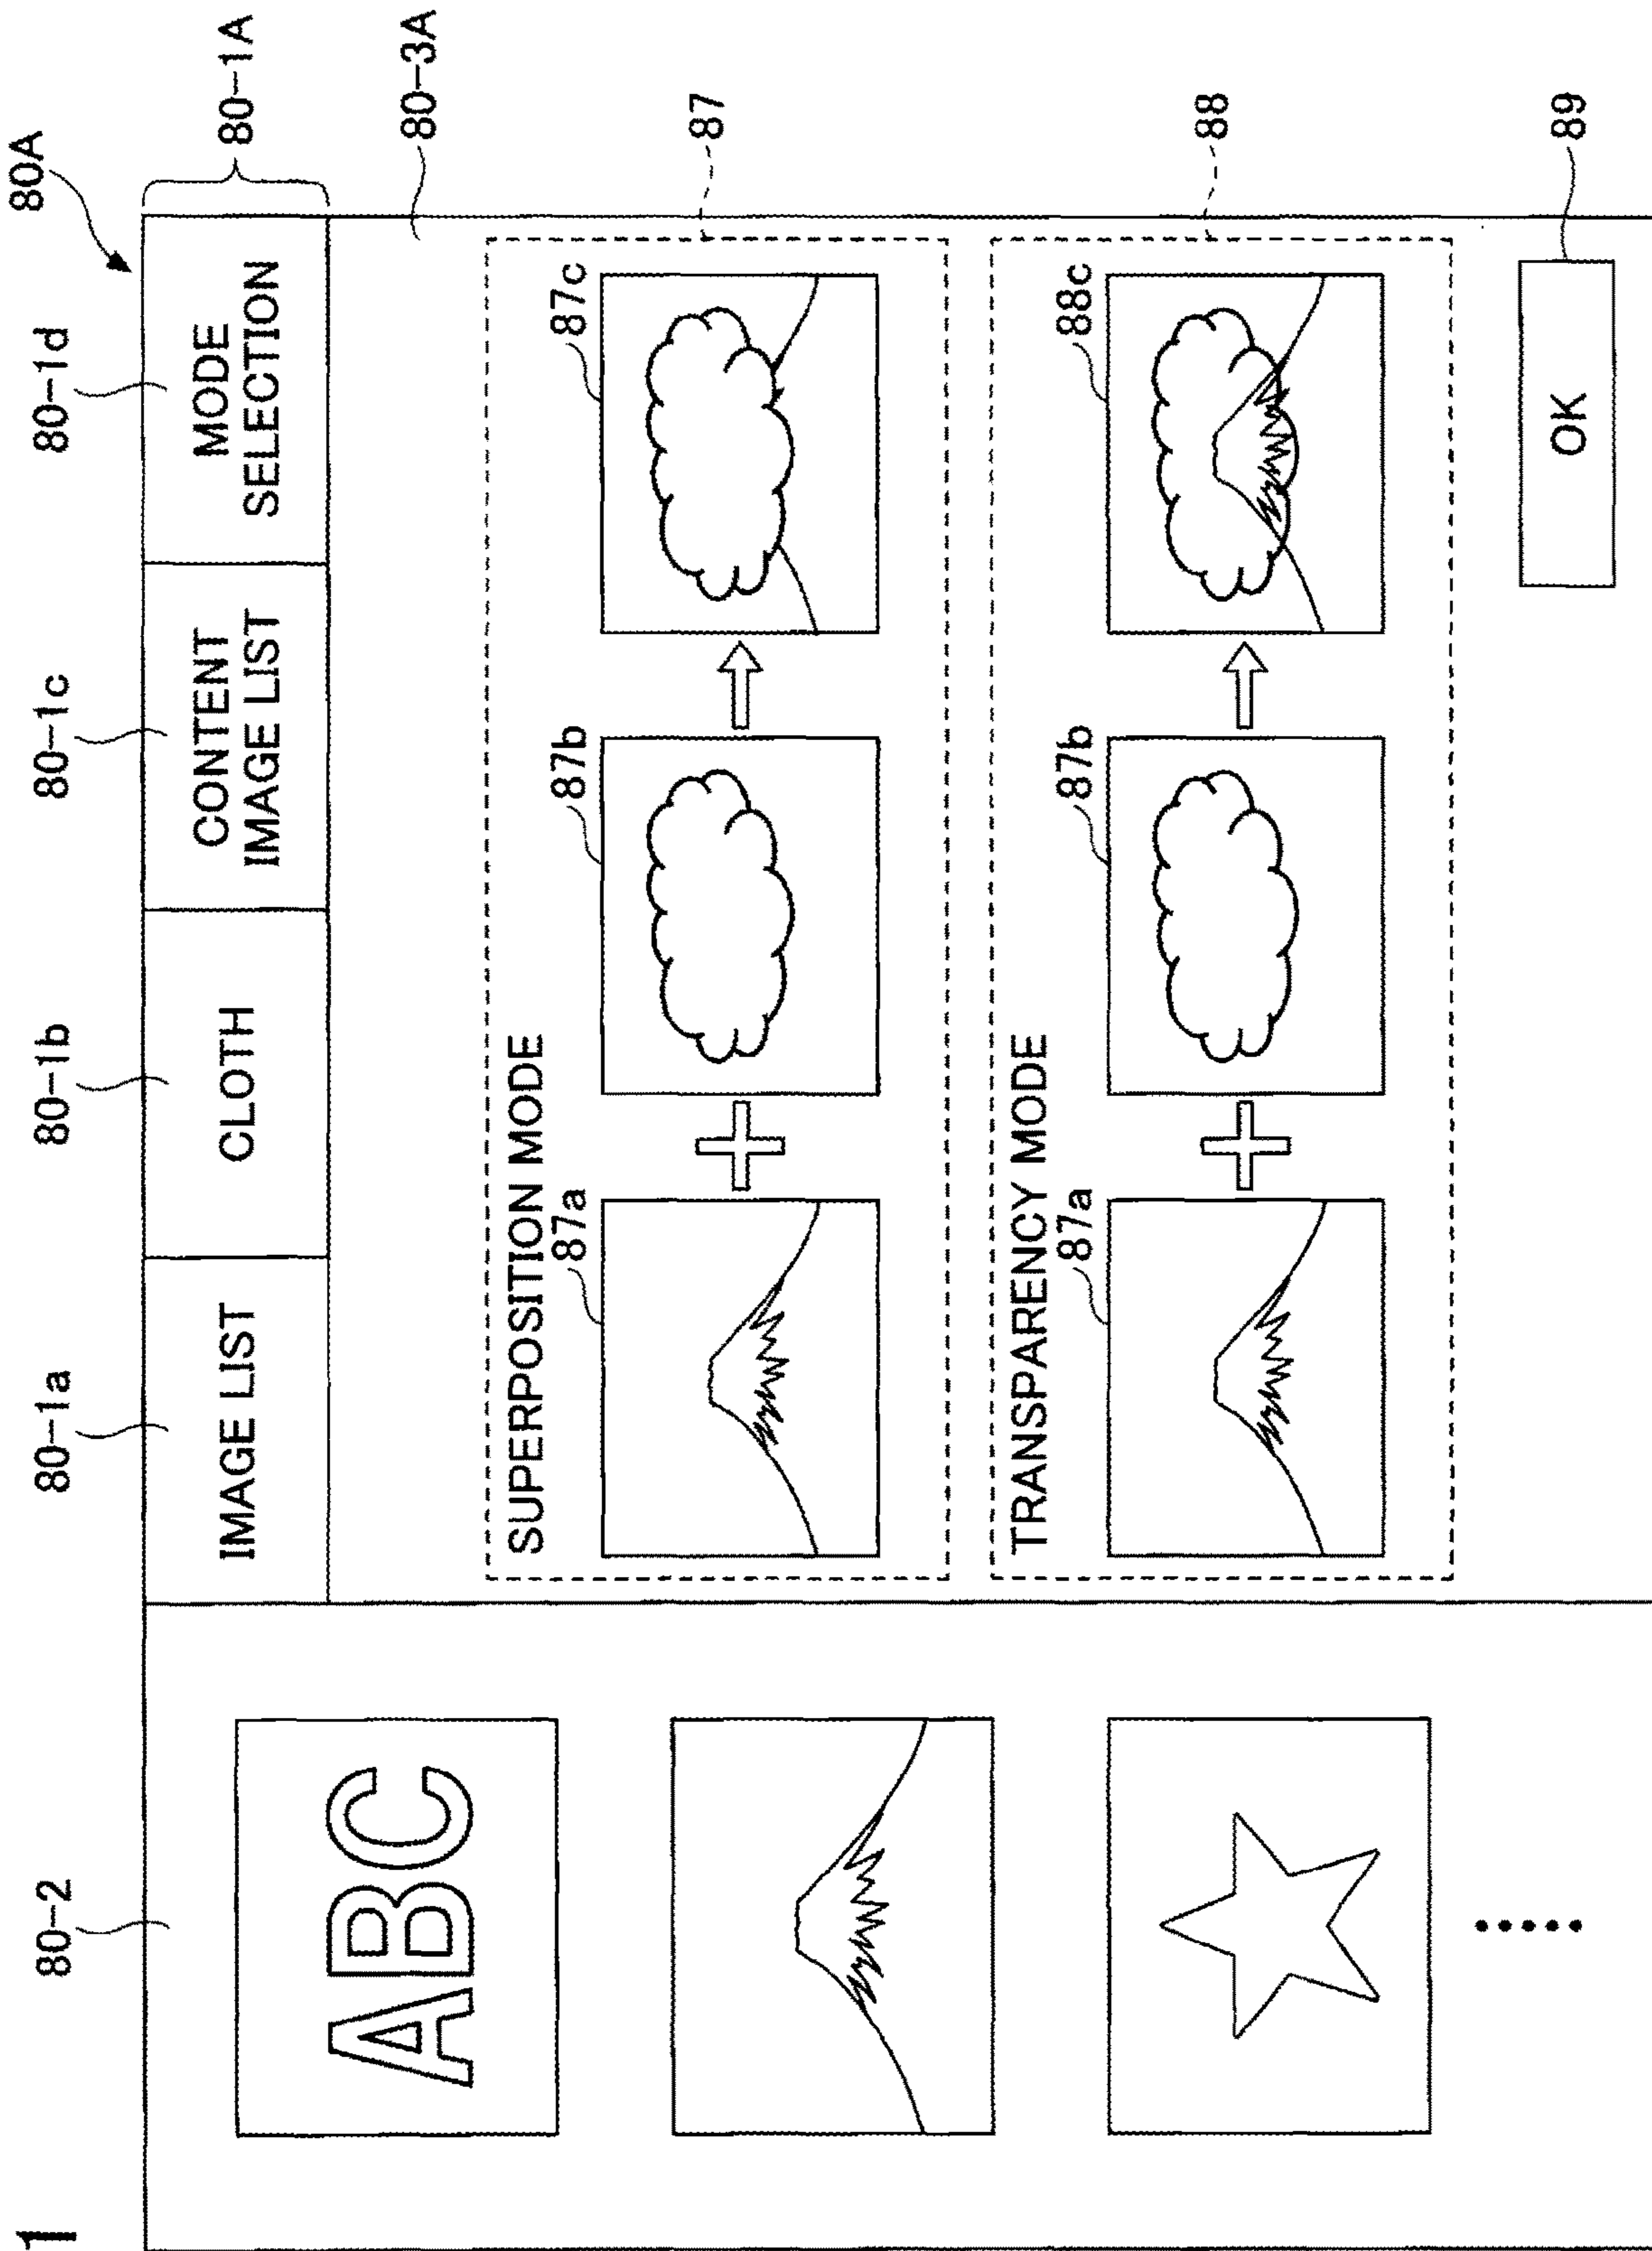 1
80A
80-2
80-1a
80-1b
80-1c
80-1d
80-1A
IMAGE LIST
CLOTH
CONTENT
IMAGE LIST
MODE
SELECTION
80-3A
ABC
SUPERPOSITION MODE
87
87a
87b
87c
TRANSPARENCY MODE
88
87a
87b
88c
OK
89